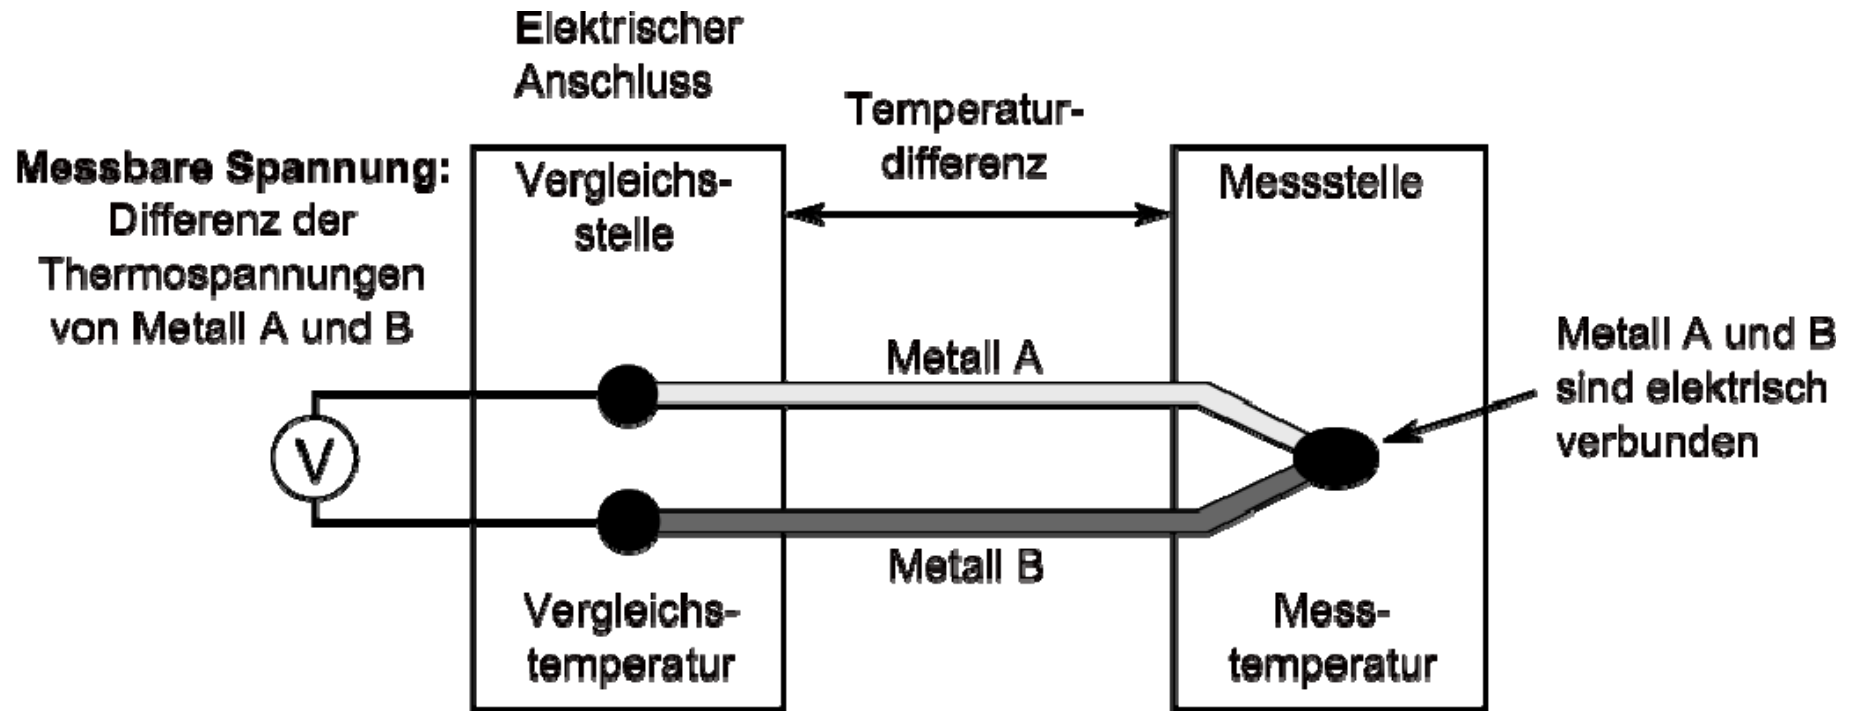 Elektrischer
Anschluss
Temperatur-
differenz
Messbare Spannung:
Differenz der
Thermospannungen
von Metall A und B
Vergleichs-
stelle
Messstelle
Metall A
Metall A und B
sind elektrisch
verbunden
V
Metall B
Vergleichs-
temperatur
Mess-
temperatur